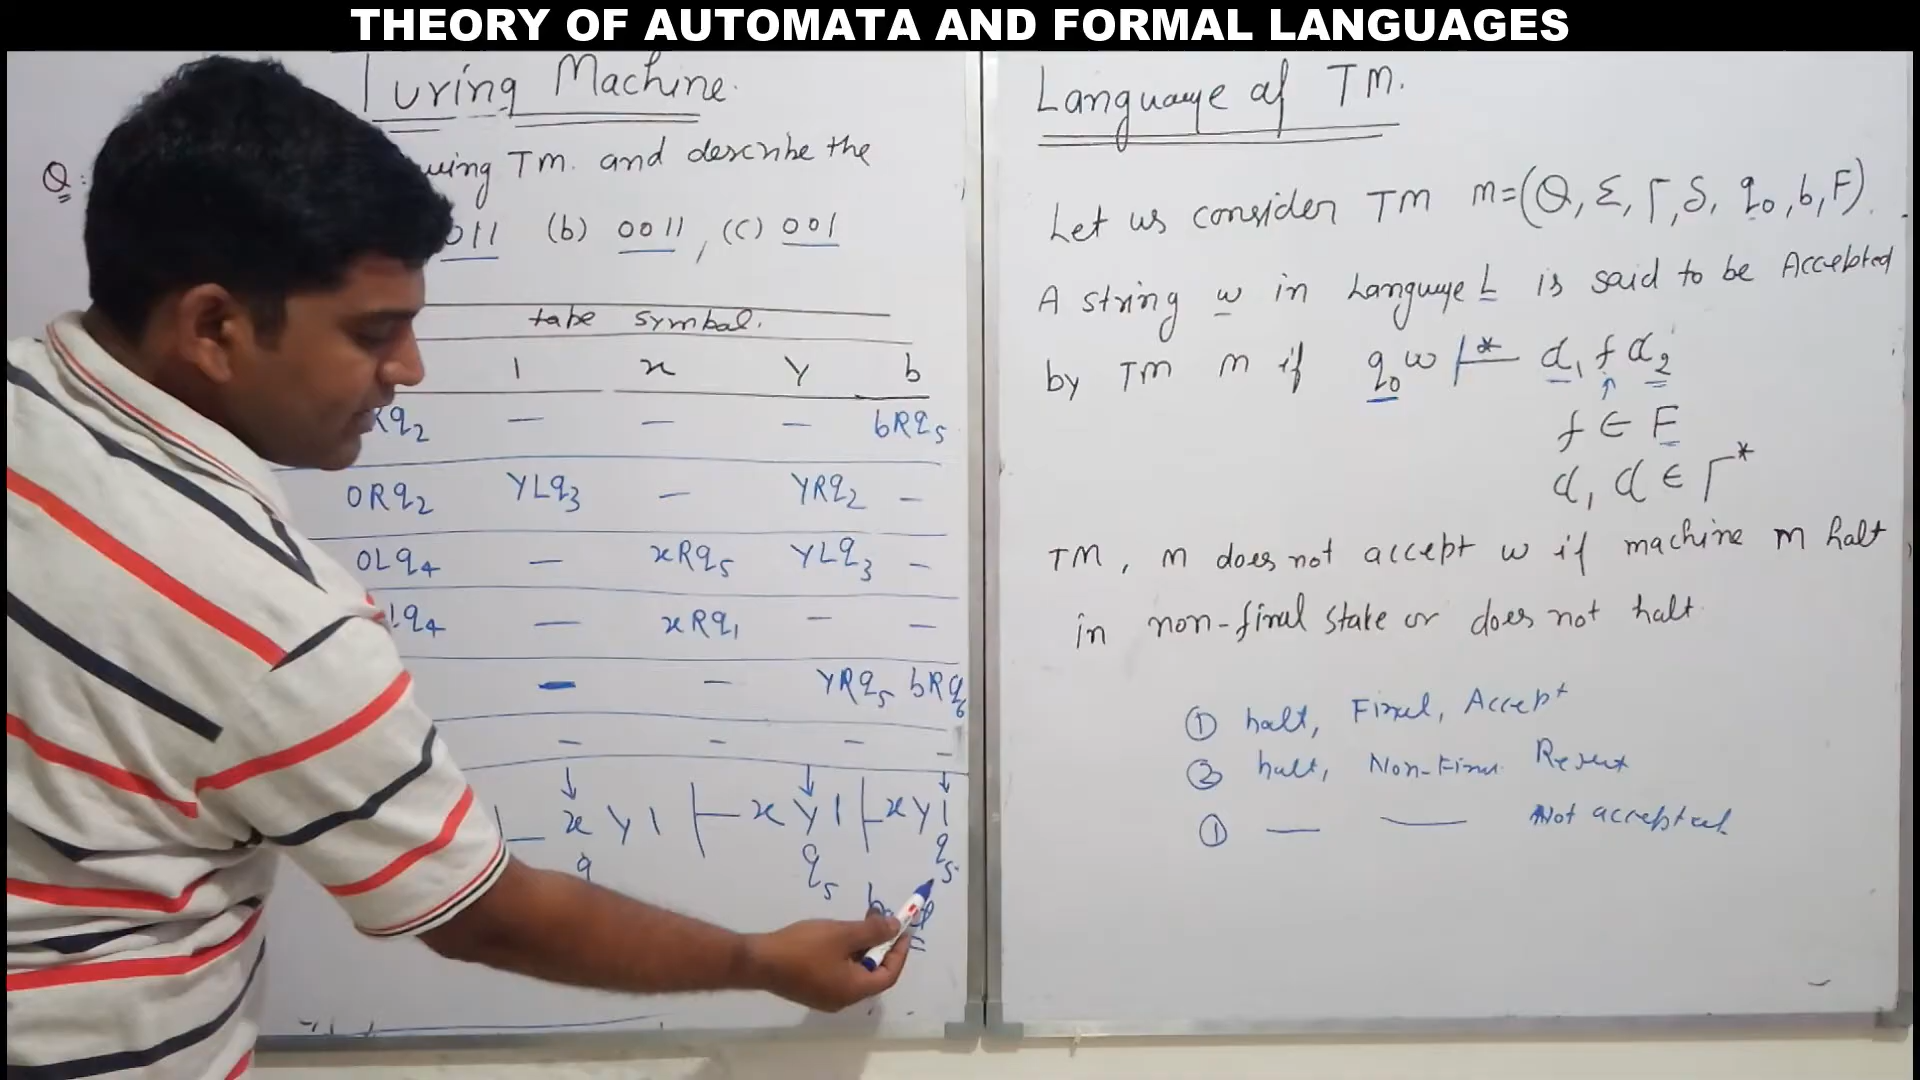 THEORY OF AUTOMATA AND FORMAL LANGUAGES
Turing Machine.
Q: wing TM. and describe the
011 (b) 0011, (c) 001
tape symbol.
1 x y b
Rq2 — — — bRq5
0Rq2 yLq3 — yRq2 —
0Lq4 — xRq5 yLq3 —
Lq4 — xRq1 — —
— — yRq5 bRq6
— — — —
⊢ x y 1 ⊢ x y 1 ⊢ x y 1
q q5 q5
Language of TM.
Let us consider TM m=(Q, Σ, Γ, δ, q0, b, F).
A string w in Language L is said to be Accepted
by TM m if q0 w ⊢* α1 f α2
↑
f ∈ F
α1 α ∈ Γ*
TM, m does not accept w if machine m halt
in non-final state or does not halt.
① halt, Final, Accept
② halt, Non-Final Reject
① — — Not accepted